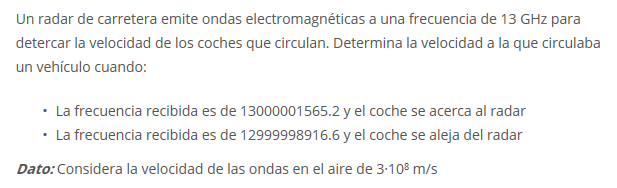 Un radar de carretera emite ondas electromagnéticas a una frecuencia de 13 GHz para
detercar la velocidad de los coches que circulan. Determina la velocidad a la que circulaba
un vehículo cuando:
• La frecuencia recibida es de 13000001565.2 y el coche se acerca al radar
• La frecuencia recibida es de 12999998916.6 y el coche se aleja del radar
Dato: Considera la velocidad de las ondas en el aire de 3·10⁸ m/s